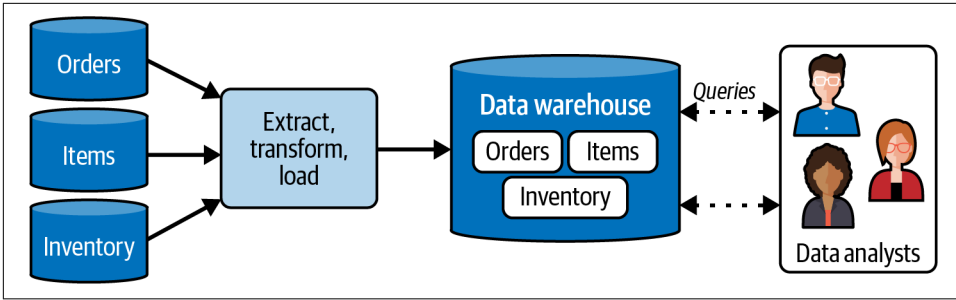 Orders
Items
Inventory
Extract,
transform,
load
Data warehouse
Orders
Items
Inventory
Queries
Data analysts